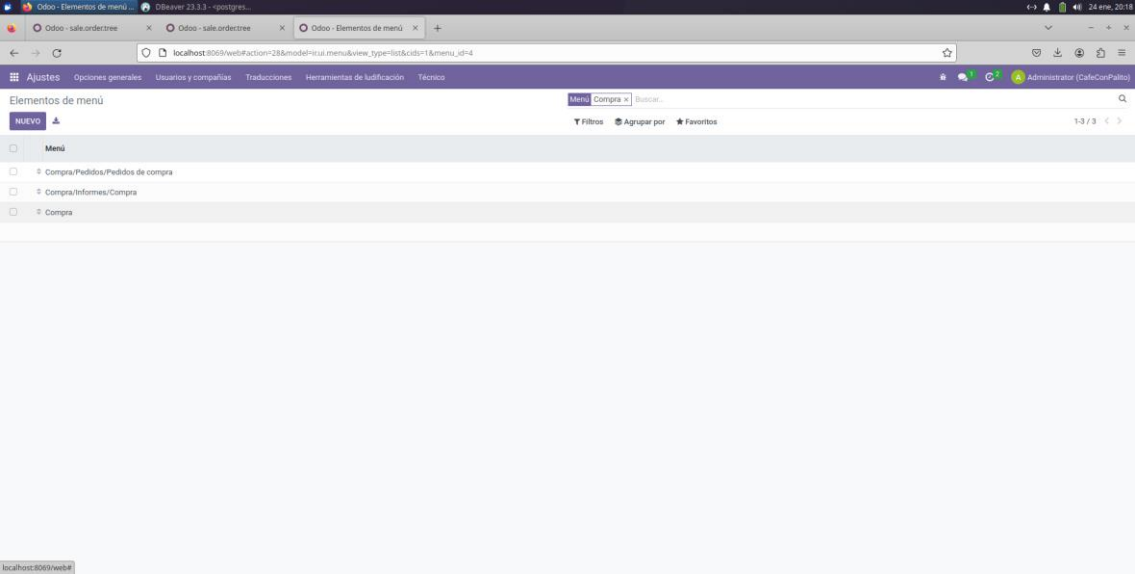 Odoo - Elementos de menú ... DBeaver 23.3.3 - <postgres... 24 ene, 20:18
Odoo - sale.order.tree × Odoo - sale.order.tree × Odoo - Elementos de menú × +
localhost:8069/web#action=28&model=ir.ui.menu&view_type=list&cids=1&menu_id=4
Ajustes Opciones generales Usuarios y compañías Traducciones Herramientas de ludificación Técnico 1 2 A Administrator (CafeConPalito)
Elementos de menú Menú Compra × Buscar...
NUEVO Filtros Agrupar por Favoritos 1-3 / 3
Menú
Compra/Pedidos/Pedidos de compra
Compra/Informes/Compra
Compra
localhost:8069/web#